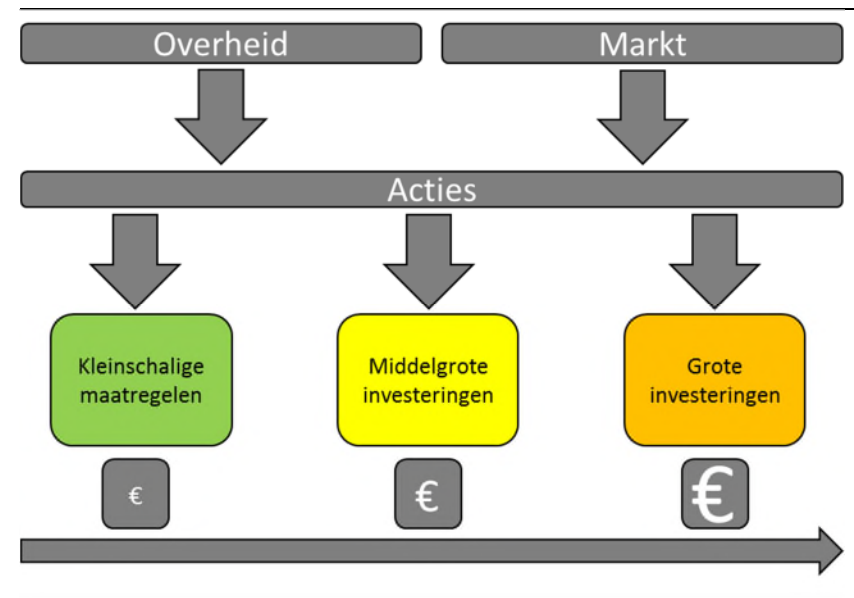 Overheid
Markt
Acties
Kleinschalige
maatregelen
Middelgrote
investeringen
Grote
investeringen
€
€
€